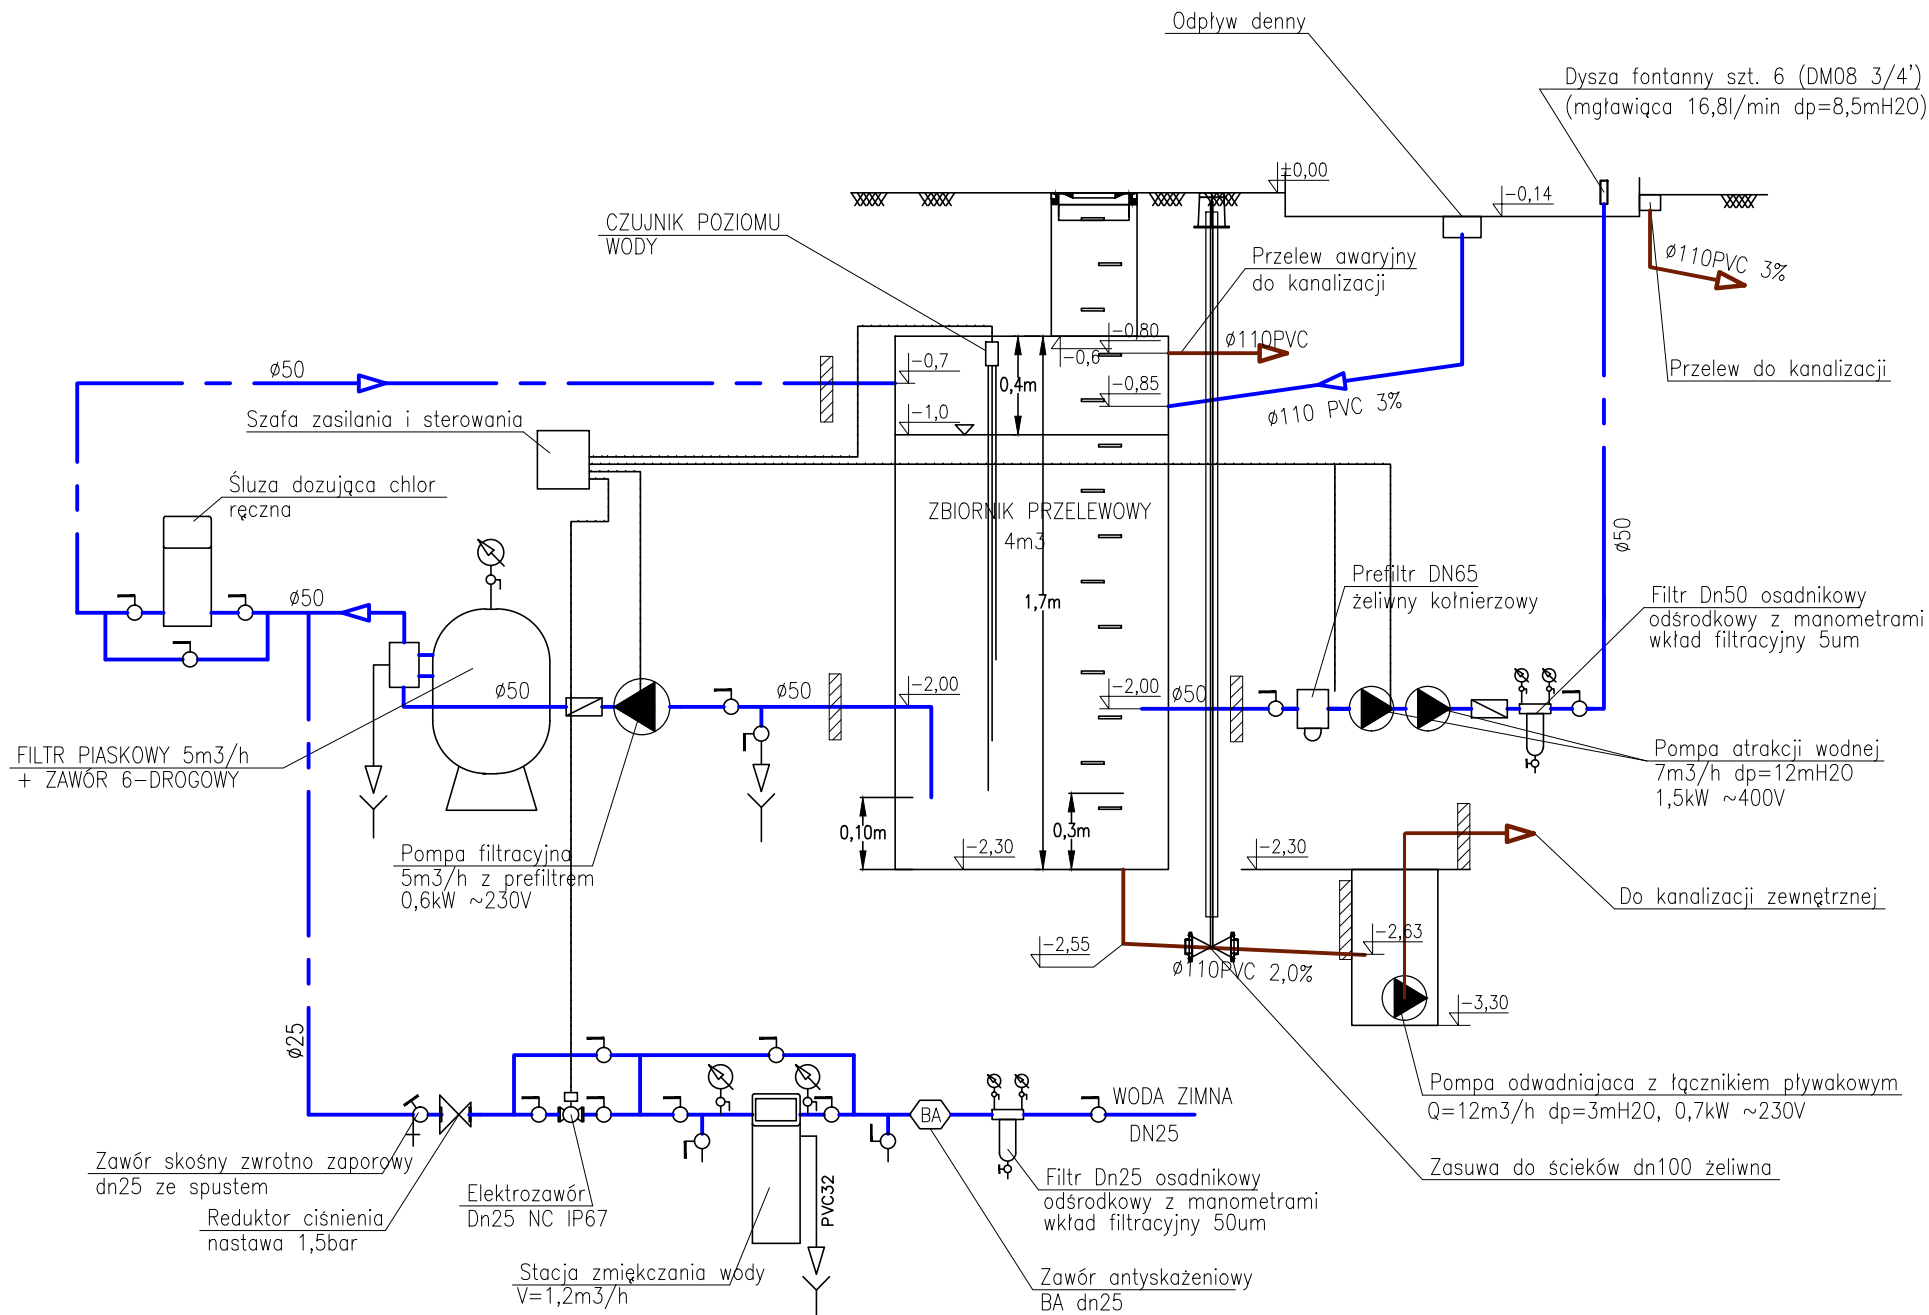 Odpływ denny
Dysza fontanny szt. 6 (DM08 3/4')
(mgławiąca 16,8l/min dp=8,5mH2O)
±0,00
-0,14
CZUJNIK POZIOMU
WODY
Przelew awaryjny
do kanalizacji
ø110PVC 3%
-0,80
ø110PVC
-0,6
-0,7
ø50
0,4m
-0,85
Przelew do kanalizacji
ø110 PVC 3%
-1,0
Szafa zasilania i sterowania
Śluza dozująca chlor
ręczna
ZBIORNIK PRZELEWOWY
4m3
ø50
Prefiltr DN65
żeliwny kołnierzowy
Filtr Dn50 osadnikowy
odśrodkowy z manometrami
wkład filtracyjny 5um
ø50
1,7m
ø50
ø50
-2,00
-2,00
ø50
FILTR PIASKOWY 5m3/h
+ ZAWÓR 6-DROGOWY
Pompa atrakcji wodnej
7m3/h dp=12mH2O
1,5kW ~400V
0,10m
0,3m
Pompa filtracyjna
5m3/h z prefiltrem
0,6kW ~230V
-2,30
-2,30
Do kanalizacji zewnętrznej
-2,55
-2,63
ø110PVC 2,0%
-3,30
ø25
WODA ZIMNA
DN25
BA
Pompa odwadniajaca z łącznikiem pływakowym
Q=12m3/h dp=3mH2O, 0,7kW ~230V
Zawór skośny zwrotno zaporowy
dn25 ze spustem
Elektrozawór
Dn25 NC IP67
PVC32
Filtr Dn25 osadnikowy
odśrodkowy z manometrami
wkład filtracyjny 50um
Zasuwa do ścieków dn100 żeliwna
Reduktor ciśnienia
nastawa 1,5bar
Stacja zmiękczania wody
V=1,2m3/h
Zawór antyskażeniowy
BA dn25